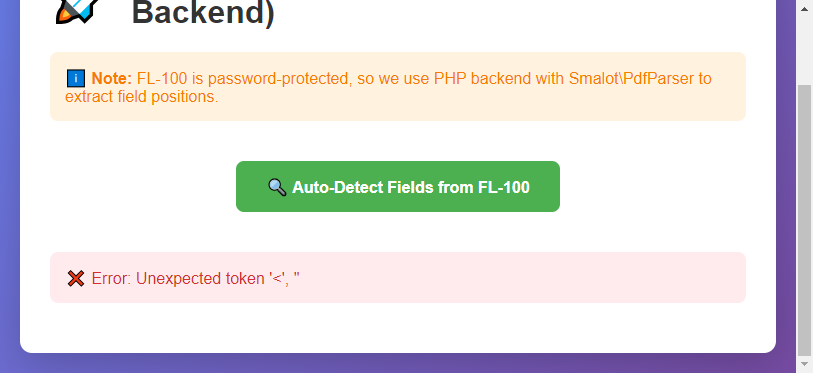 Backend)
Note: FL-100 is password-protected, so we use PHP backend with Smalot\PdfParser to
extract field positions.
Auto-Detect Fields from FL-100
Error: Unexpected token '<', "